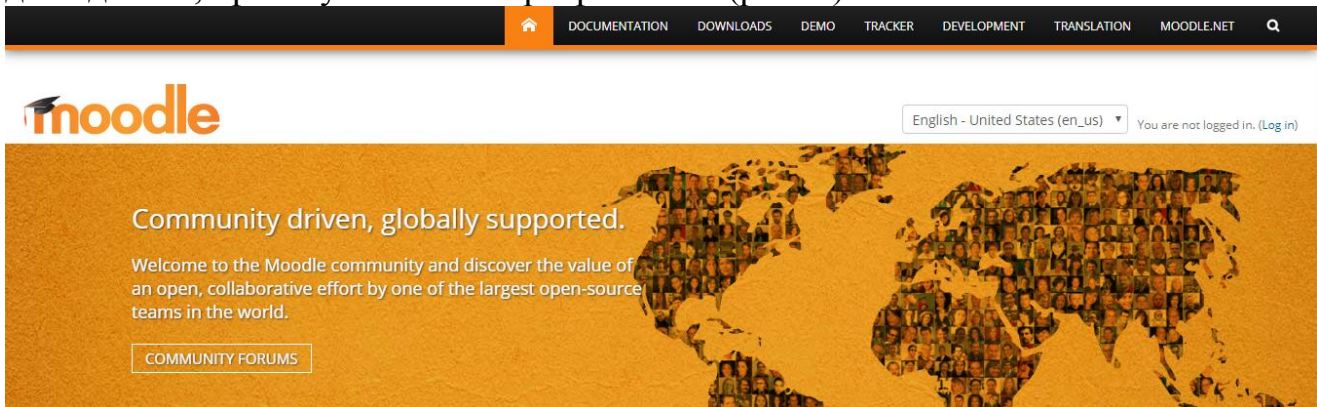 DOCUMENTATION DOWNLOADS DEMO TRACKER DEVELOPMENT TRANSLATION MOODLE.NET
moodle
English - United States (en_us) You are not logged in. (Log in)
Community driven, globally supported.
Welcome to the Moodle community and discover the value of
an open, collaborative effort by one of the largest open-source
teams in the world.
COMMUNITY FORUMS